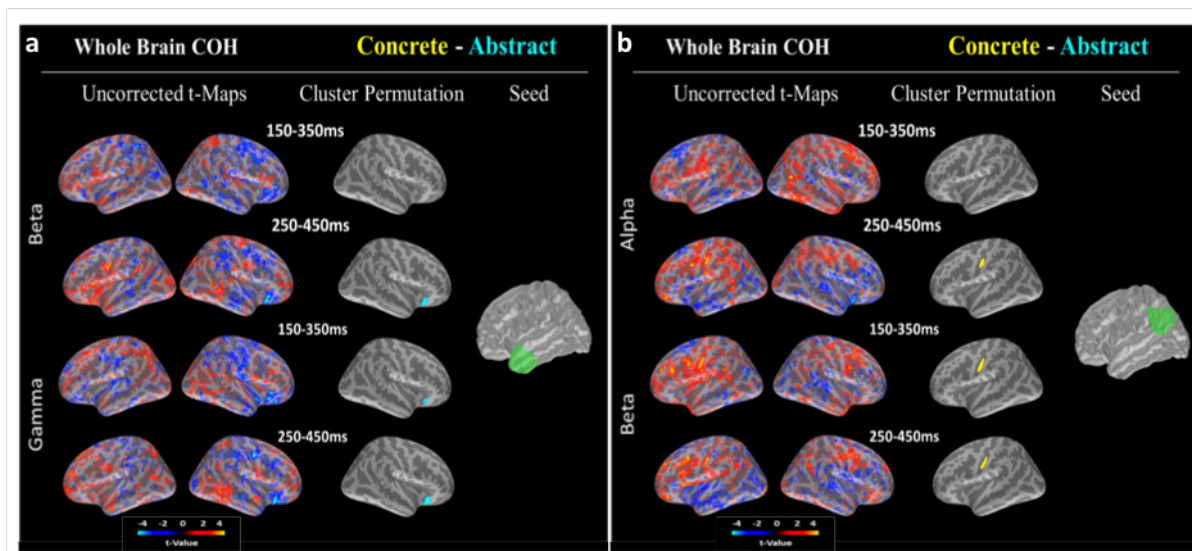 a Whole Brain COH Concrete - Abstract
Uncorrected t-Maps Cluster Permutation Seed
Beta
150-350ms
250-450ms
Gamma
150-350ms
250-450ms
-4 -2 0 2 4
t-Value
b Whole Brain COH Concrete - Abstract
Uncorrected t-Maps Cluster Permutation Seed
Alpha
150-350ms
250-450ms
Beta
150-350ms
250-450ms
-4 -2 0 2 4
t-Value